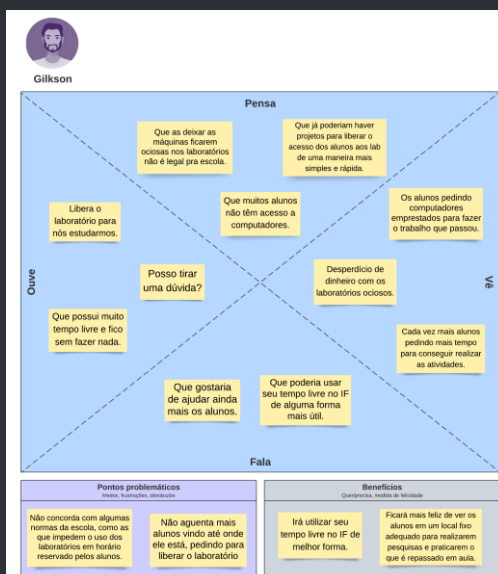 Gilkson
Pensa
Que as deixar as
máquinas ficarem
ociosas nos laboratórios
não é legal pra escola.
Que já poderiam haver
projetos para liberar o
acesso dos alunos aos lab
de uma maneira mais
simples e rápida.
Que muitos alunos
não têm acesso a
computadores.
Ouve
Libera o
laboratório para
nós estudarmos.
Posso tirar
uma dúvida?
Que possui muito
tempo livre e fico
sem fazer nada.
Vê
Os alunos pedindo
computadores
emprestados para fazer
o trabalho que passou.
Desperdício de
dinheiro com os
laboratórios ociosos.
Cada vez mais alunos
pedindo mais tempo
para conseguir realizar
as atividades.
Que gostaria
de ajudar ainda
mais os alunos.
Que poderia usar
seu tempo livre no IF
de alguma forma
mais útil.
Fala
Pontos problemáticos
Medos, frustrações, obstáculos
Não concorda com algumas
normas da escola, como as
que impedem o uso dos
laboratórios em horário
reservado pelos alunos.
Não aguenta mais
alunos vindo até onde
ele está, pedindo para
liberar o laboratório
Benefícios
Quer/precisa, medida de felicidade
Irá utilizar seu
tempo livre no IF
de melhor forma.
Ficará mais feliz de ver os
alunos em um local fixo
adequado para realizarem
pesquisas e praticarem o
que é repassado em aula.